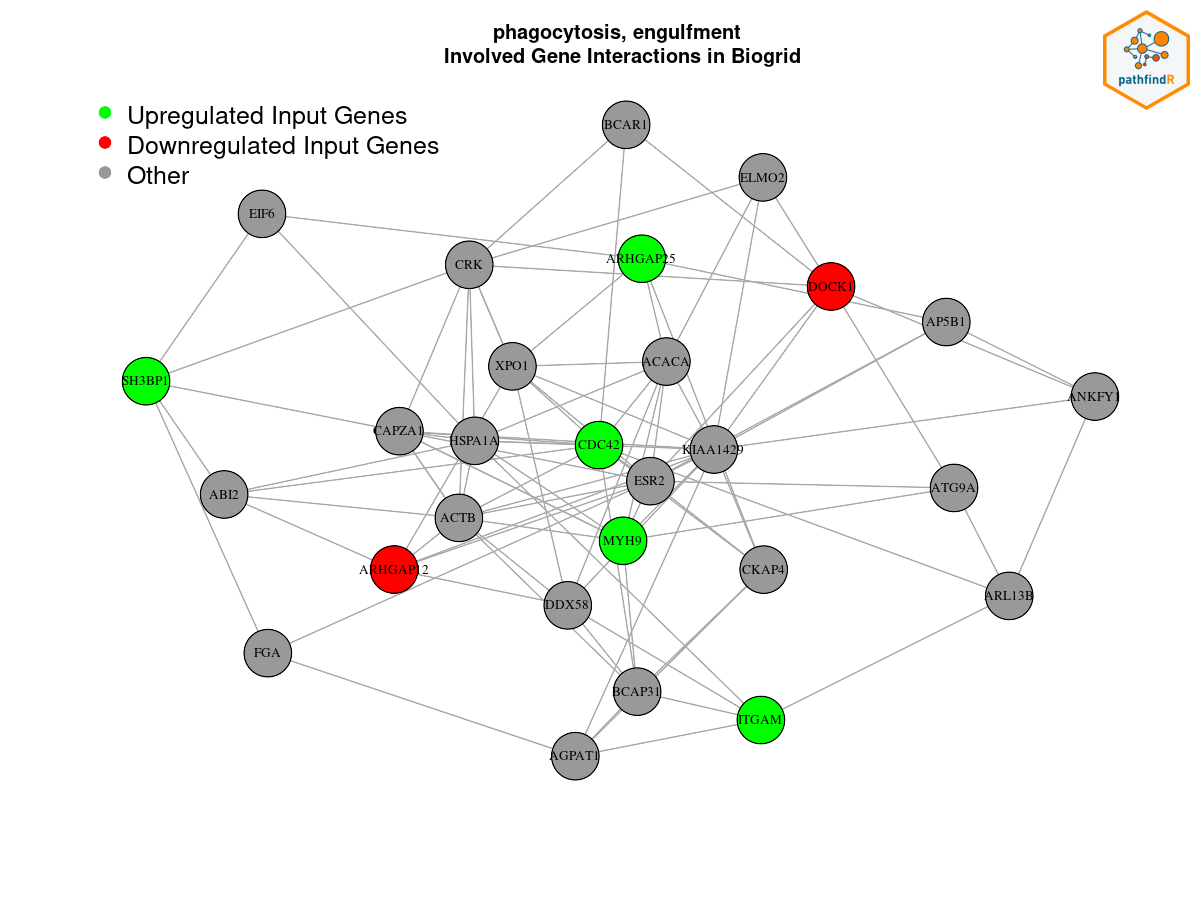 phagocytosis, engulfment
Involved Gene Interactions in Biogrid
pathfindR
Upregulated Input Genes
Downregulated Input Genes
Other
BCAR1
ELMO2
EIF6
CRK
ARHGAP25
DOCK1
AP5B1
SH3BP1
XPO1
ACACA
ANKFY1
CAPZA1
HSPA1A
CDC42
KIAA1429
ESR2
ABI2
ATG9A
ACTB
MYH9
ARHGAP12
CKAP4
DDX58
ARL13B
FGA
BCAP31
ITGAM
AGPAT1